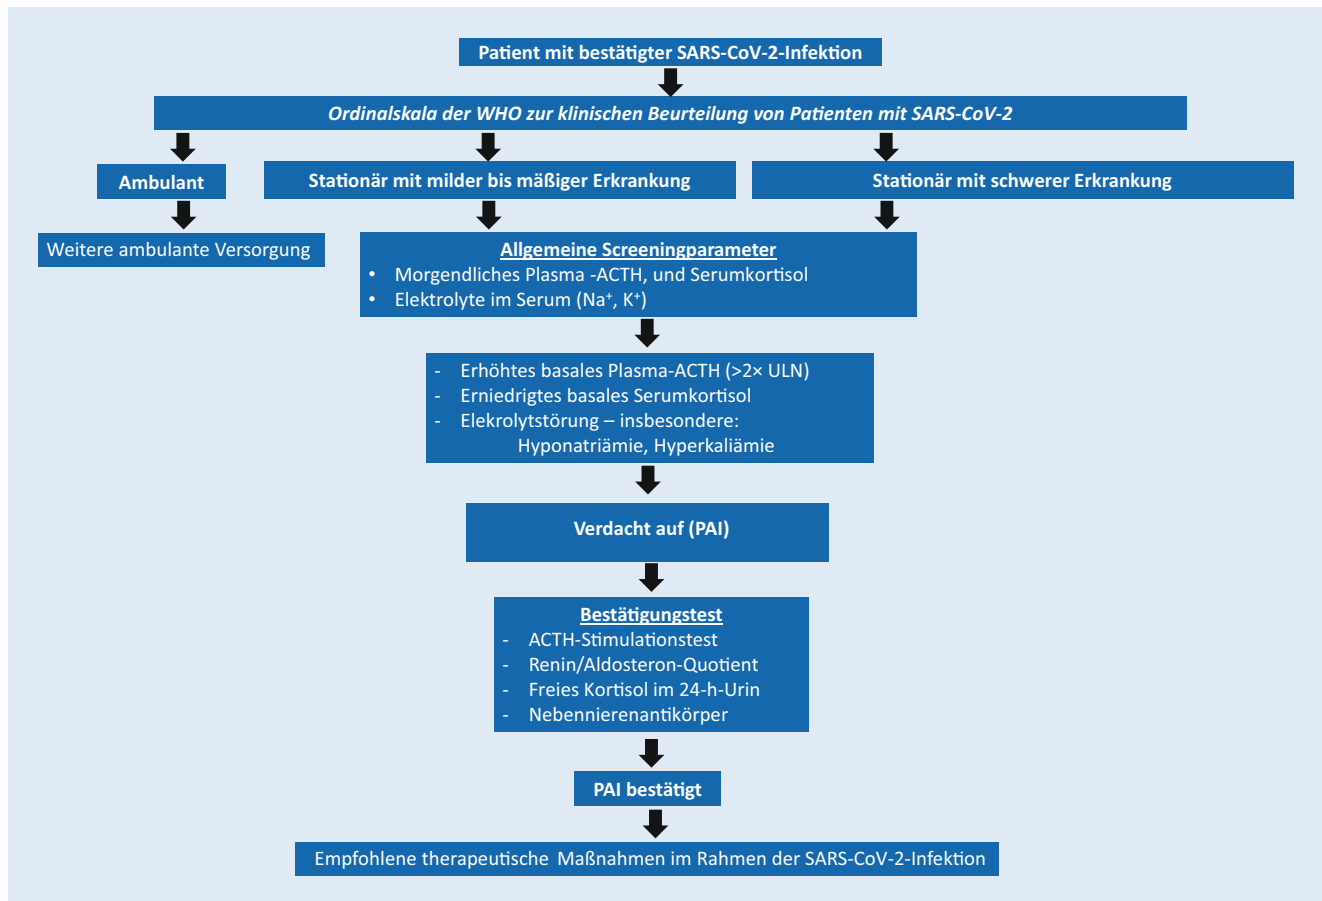 Patient mit bestätigter SARS-CoV-2-Infektion
Ordinalskala der WHO zur klinischen Beurteilung von Patienten mit SARS-CoV-2
Ambulant
Stationär mit milder bis mäßiger Erkrankung
Stationär mit schwerer Erkrankung
Weitere ambulante Versorgung
Allgemeine Screeningparameter
• Morgendliches Plasma -ACTH, und Serumkortisol
• Elektrolyte im Serum (Na⁺, K⁺)
- Erhöhtes basales Plasma-ACTH (>2× ULN)
- Erniedrigtes basales Serumkortisol
- Elekrolytstörung – insbesondere:
Hyponatriämie, Hyperkaliämie
Verdacht auf (PAI)
Bestätigungstest
- ACTH-Stimulationstest
- Renin/Aldosteron-Quotient
- Freies Kortisol im 24-h-Urin
- Nebennierenantikörper
PAI bestätigt
Empfohlene therapeutische Maßnahmen im Rahmen der SARS-CoV-2-Infektion